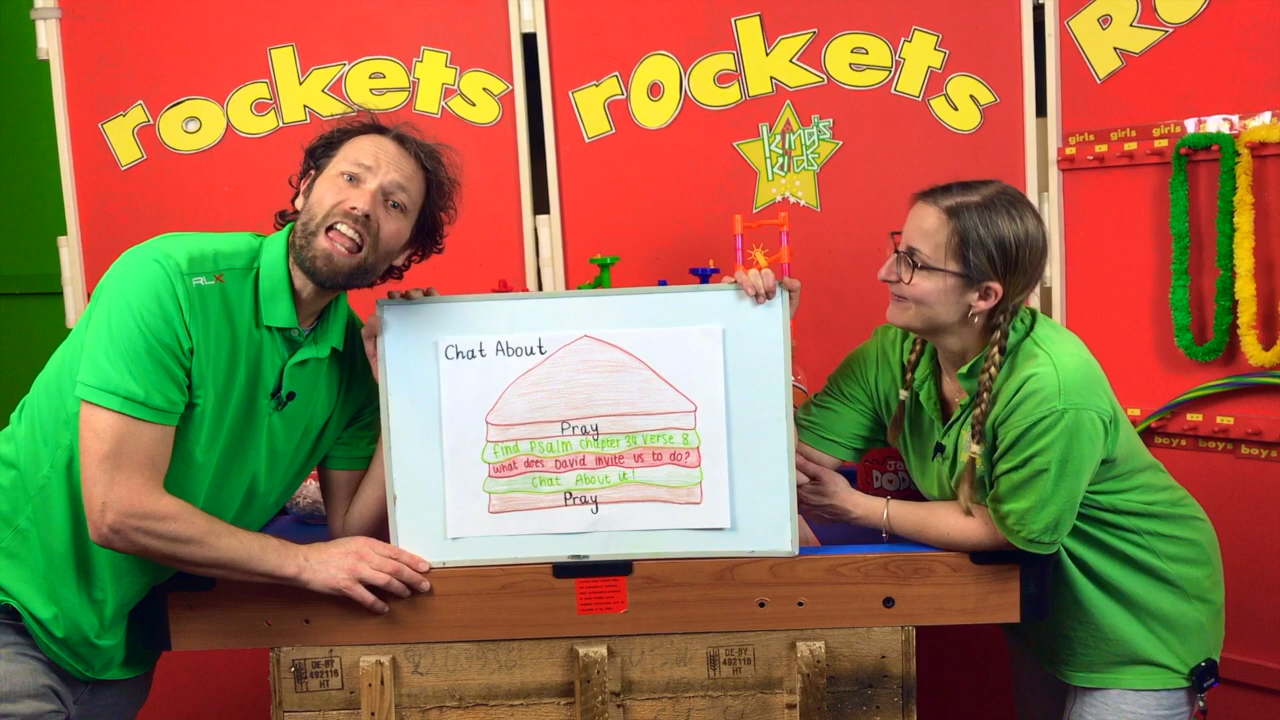 rockets
rockets
Ro
king's
kids
girls girls girls
RLX
Chat About
Pray
find Psalm chapter 34 verse 8
what does David invite us to do?
Chat About it!
Pray
boys boys boys
DE-BY
492116
HT
DE-BY
492116
HT